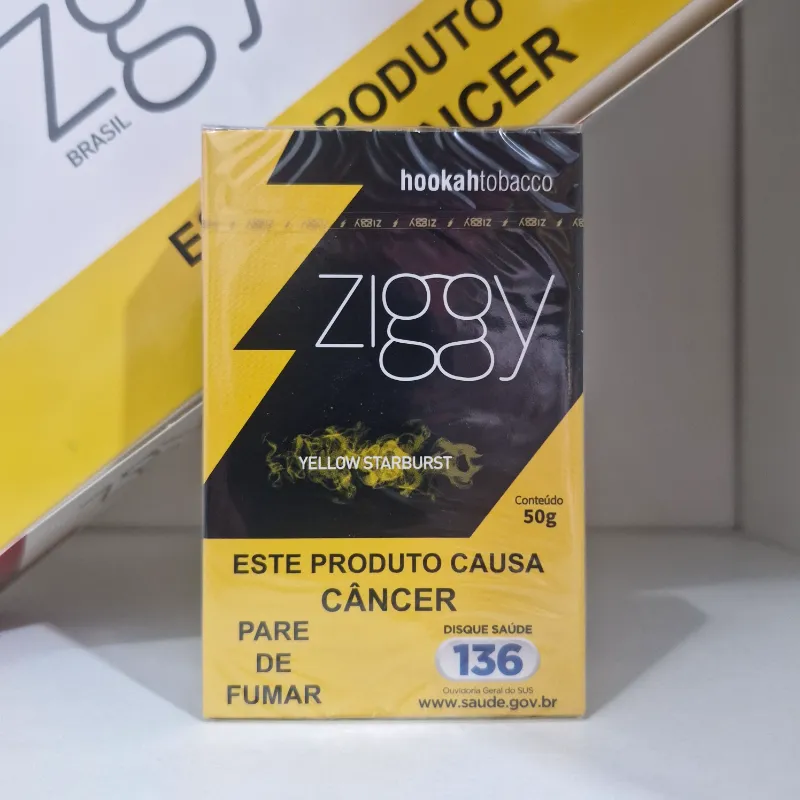 ziggy
BRASIL
PRODUTO
CÂNCER
hookahtobacco
ziggy
YELLOW STARBURST
Conteúdo
50g
ESTE PRODUTO CAUSA
CÂNCER
PARE
DE
FUMAR
DISQUE SAÚDE
136
Ouvidoria Geral do SUS
www.saude.gov.br